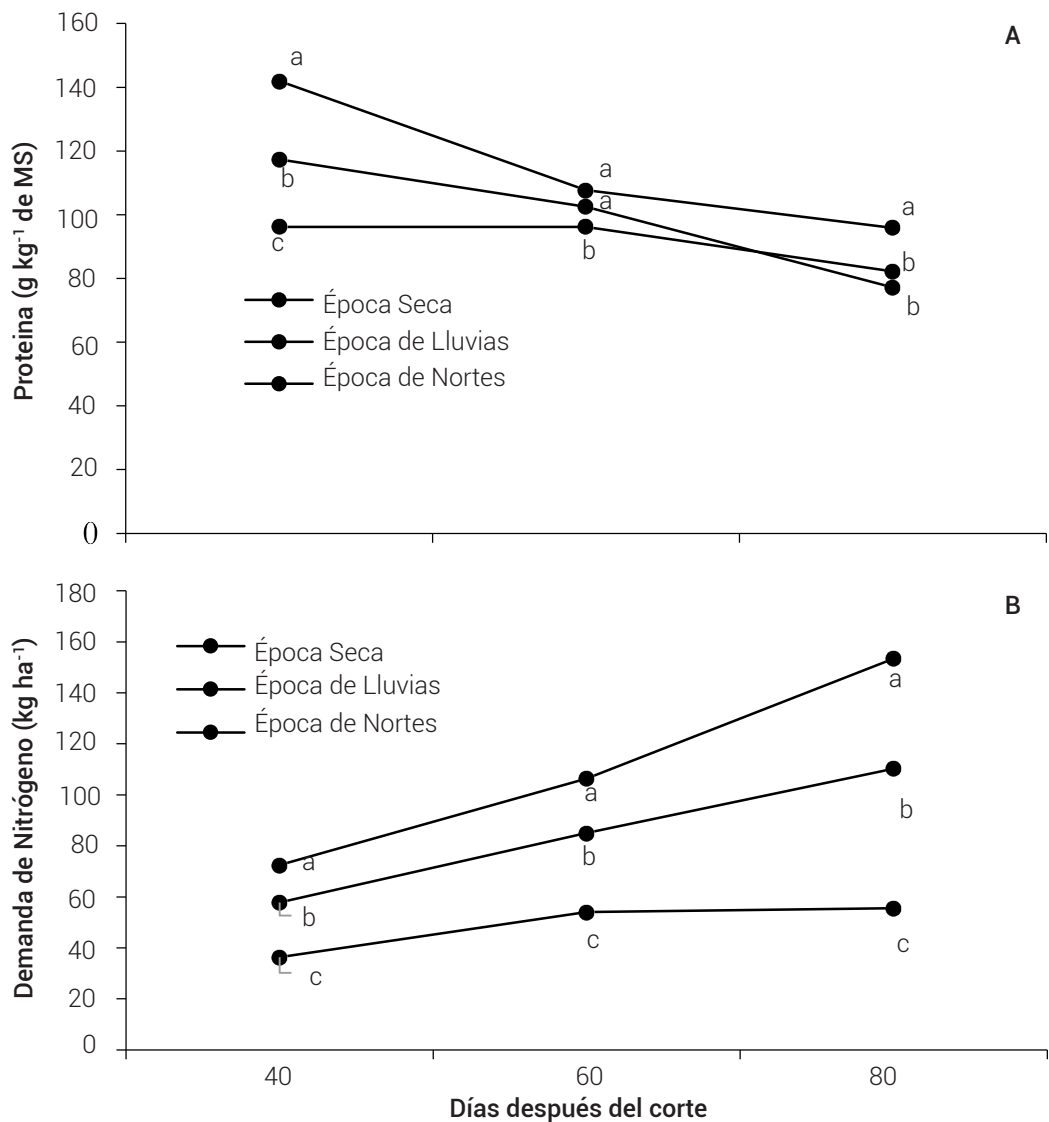 A
160
140
120
100
80
60
40
20
0
Proteina (g kg⁻¹ de MS)
a
b
c
a
a
b
a
b
b
Época Seca
Época de Lluvias
Época de Nortes
B
180
160
140
120
100
80
60
40
20
0
Demanda de Nitrógeno (kg ha⁻¹)
Época Seca
Época de Lluvias
Época de Nortes
a
b
c
a
b
c
a
b
c
40 60 80
Días después del corte